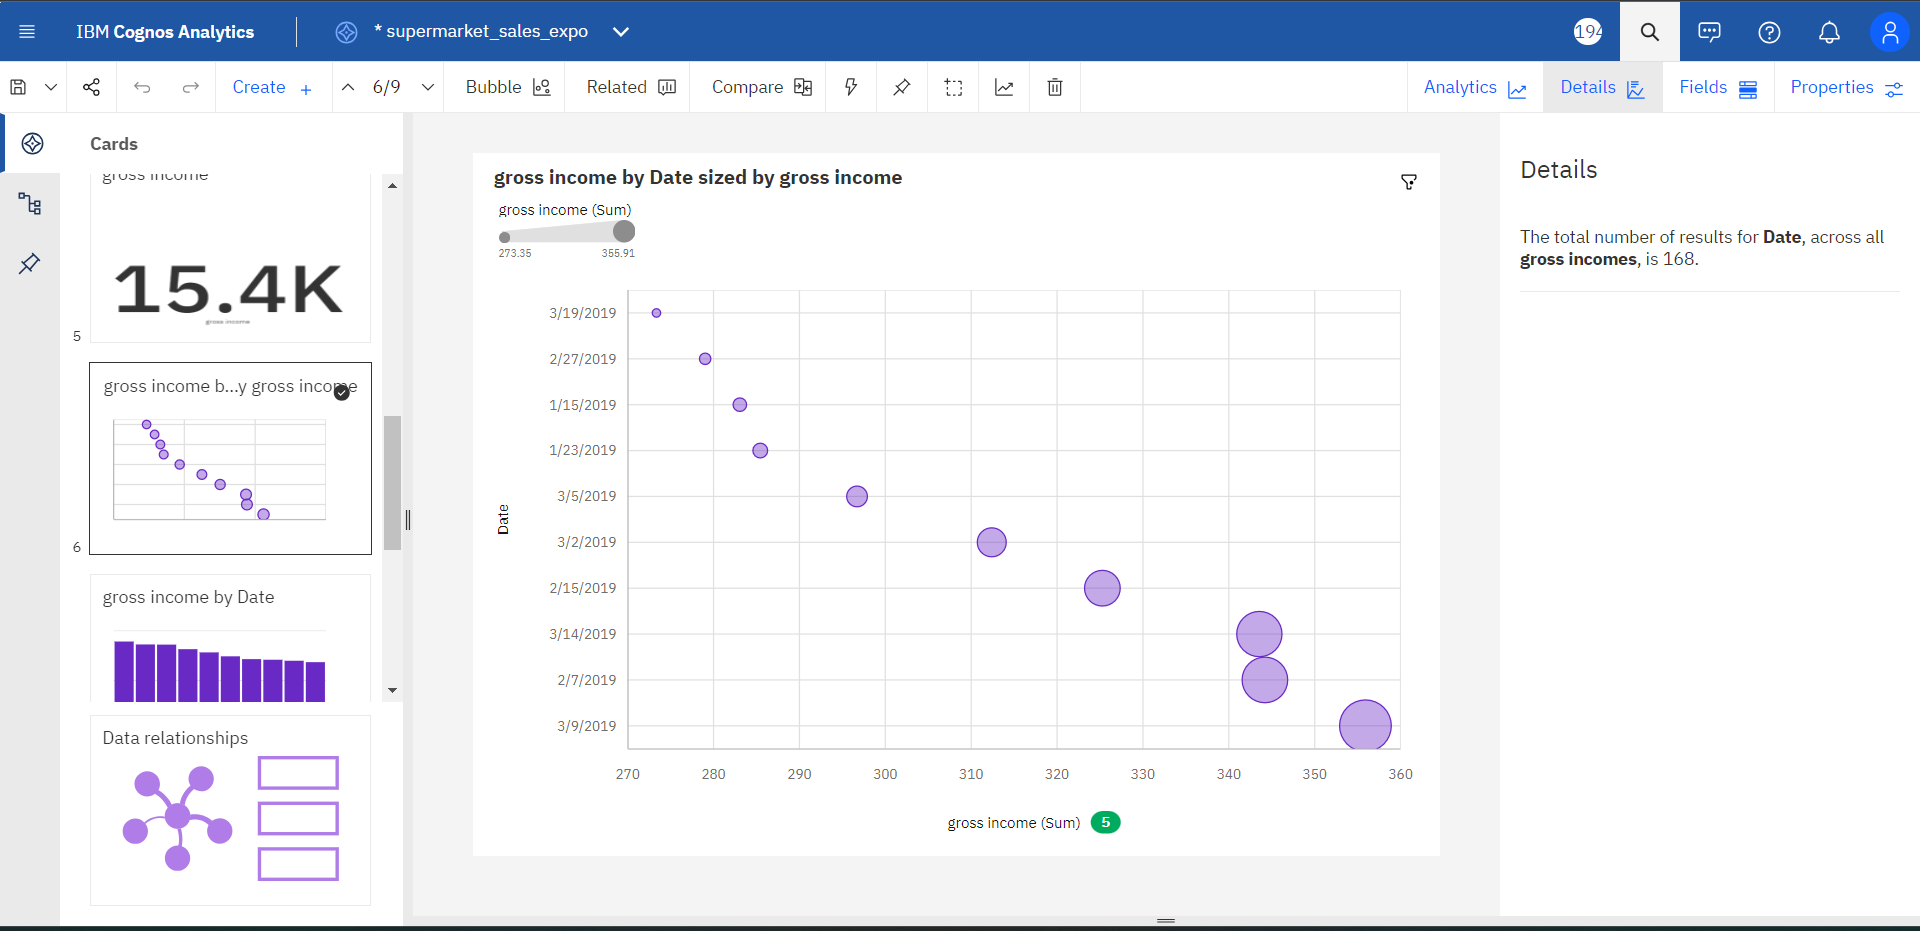 IBM Cognos Analytics
* supermarket_sales_expo
194
Create +
6/9
Bubble
Related
Compare
Analytics
Details
Fields
Properties
Cards
gross income
15.4K
gross income
5
gross income b...y gross income
6
gross income by Date
Data relationships
gross income by Date sized by gross income
gross income (Sum)
273.35
355.91
Date
3/19/2019
2/27/2019
1/15/2019
1/23/2019
3/5/2019
3/2/2019
2/15/2019
3/14/2019
2/7/2019
3/9/2019
270 280 290 300 310 320 330 340 350 360
gross income (Sum) 5
Details
The total number of results for Date, across all
gross incomes, is 168.